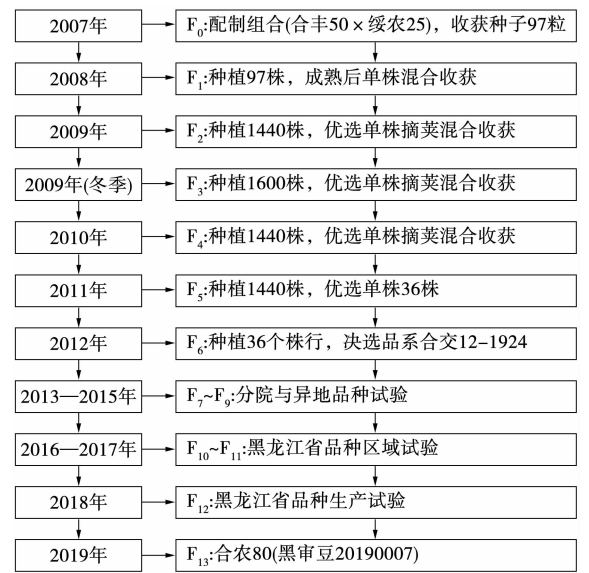 2007年 F0:配制组合(合丰50×绥农25)，收获种子97粒
2008年 F1:种植97株，成熟后单株混合收获
2009年 F2:种植1440株，优选单株摘荚混合收获
2009年(冬季) F3:种植1600株，优选单株摘荚混合收获
2010年 F4:种植1440株，优选单株摘荚混合收获
2011年 F5:种植1440株，优选单株36株
2012年 F6:种植36个株行，决选品系合交12-1924
2013—2015年 F7~F9:分院与异地品种试验
2016—2017年 F10~F11:黑龙江省品种区域试验
2018年 F12:黑龙江省品种生产试验
2019年 F13:合农80(黑审豆20190007)